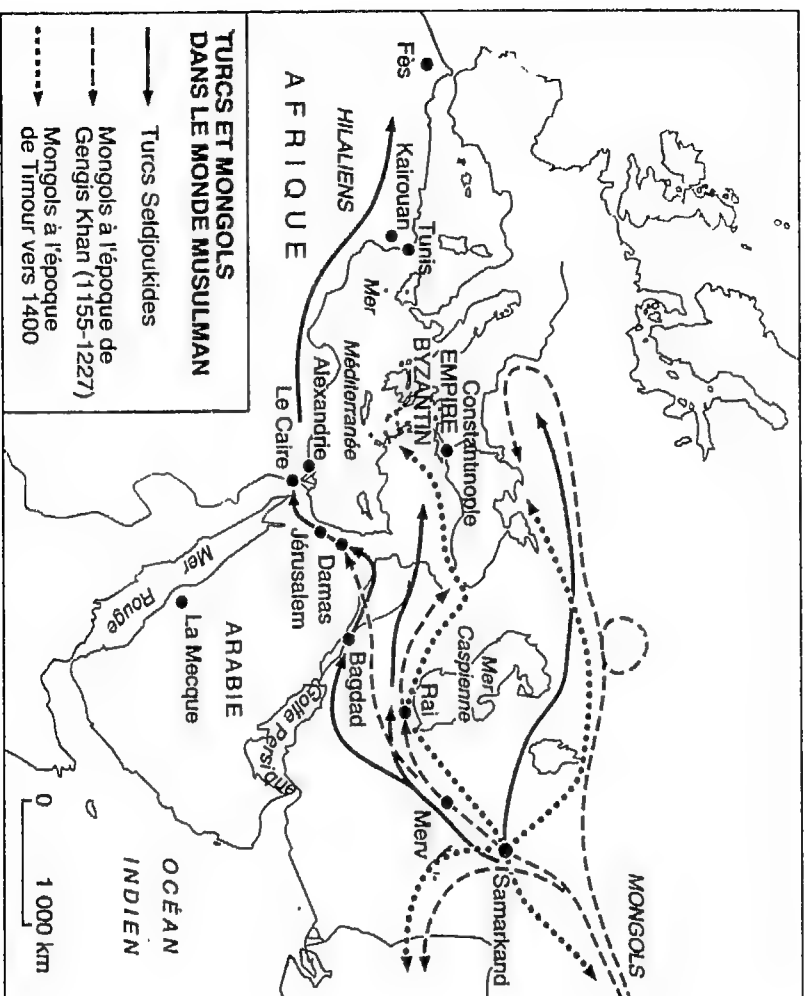 TURCS ET MONGOLS
DANS LE MONDE MUSULMAN
Turcs Seldjoukides
Mongols à l'époque de
Gengis Khan (1155-1227)
Mongols à l'époque
de Timour vers 1400
MONGOLS
Samarkand
Merv
Mer
Caspienne
Rai
Constantinople
EMPIRE
BYZANTIN
Bagdad
Golfe Persique
Damas
Jérusalem
Alexandrie
Le Caire
Mer
Méditerranée
Tunis
Kairouan
Fès
HILALIENS
AFRIQUE
Mer
Rouge
La Mecque
ARABIE
OCÉAN
INDIEN
0 1 000 km